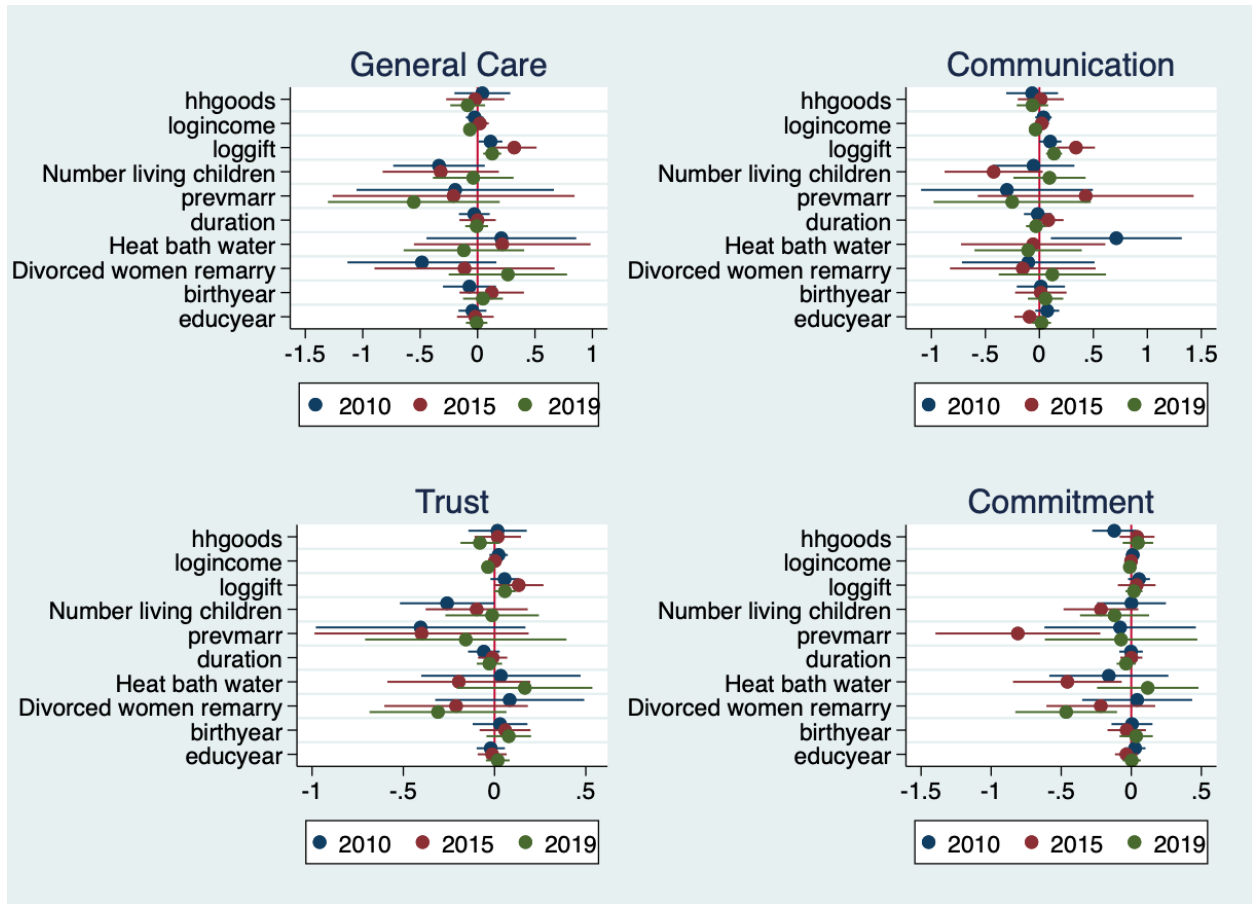 General Care
hhgoods
logincome
loggift
Number living children
prevmarr
duration
Heat bath water
Divorced women remarry
birthyear
educyear
-1.5 -1 -.5 0 .5 1
2010 2015 2019
Communication
hhgoods
logincome
loggift
Number living children
prevmarr
duration
Heat bath water
Divorced women remarry
birthyear
educyear
-1 -.5 0 .5 1 1.5
2010 2015 2019
Trust
hhgoods
logincome
loggift
Number living children
prevmarr
duration
Heat bath water
Divorced women remarry
birthyear
educyear
-1 -.5 0 .5
2010 2015 2019
Commitment
hhgoods
logincome
loggift
Number living children
prevmarr
duration
Heat bath water
Divorced women remarry
birthyear
educyear
-1.5 -1 -.5 0 .5
2010 2015 2019